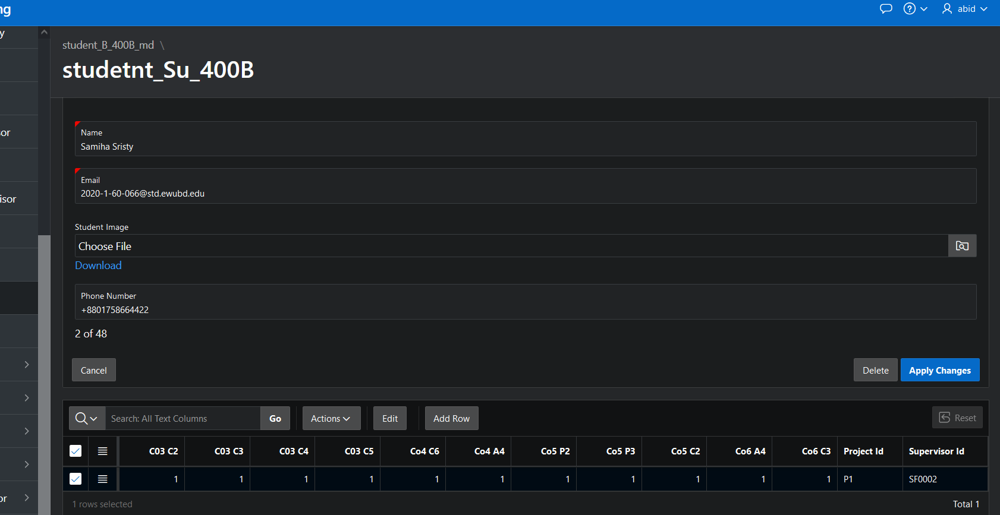 ng
abid
y
student_B_400B_md \
studetnt_Su_400B
Name
Samiha Sristy
sor
Email
2020-1-60-066@std.ewubd.edu
isor
Student Image
Choose File
Download
Phone Number
+8801758664422
2 of 48
Cancel
Delete
Apply Changes
Search: All Text Columns
Go
Actions
Edit
Add Row
Reset
C03 C2 C03 C3 C03 C4 C03 C5 Co4 C6 Co4 A4 Co5 P2 Co5 P3 Co5 C2 Co6 A4 Co6 C3 Project Id Supervisor Id
1 1 1 1 1 1 1 1 1 1 1 P1 SF0002
or
1 rows selected
Total 1